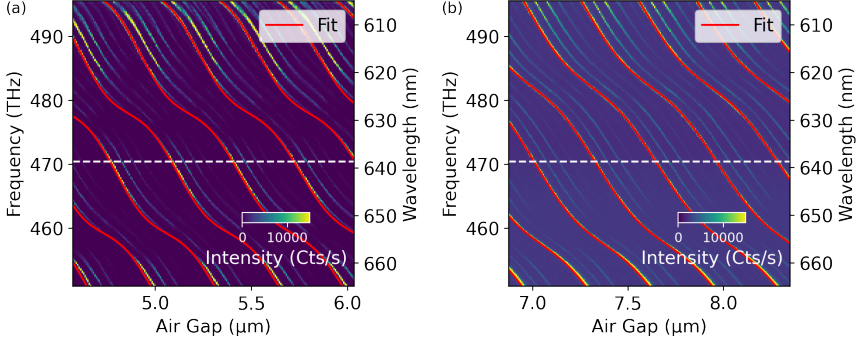 (a)
Fit
490
480
470
460
Frequency (THz)
610
620
630
640
650
660
Wavelength (nm)
0 10000
Intensity (Cts/s)
5.0 5.5 6.0
Air Gap (μm)
(b)
Fit
490
480
470
460
Frequency (THz)
610
620
630
640
650
660
Wavelength (nm)
0 10000
Intensity (Cts/s)
7.0 7.5 8.0
Air Gap (μm)